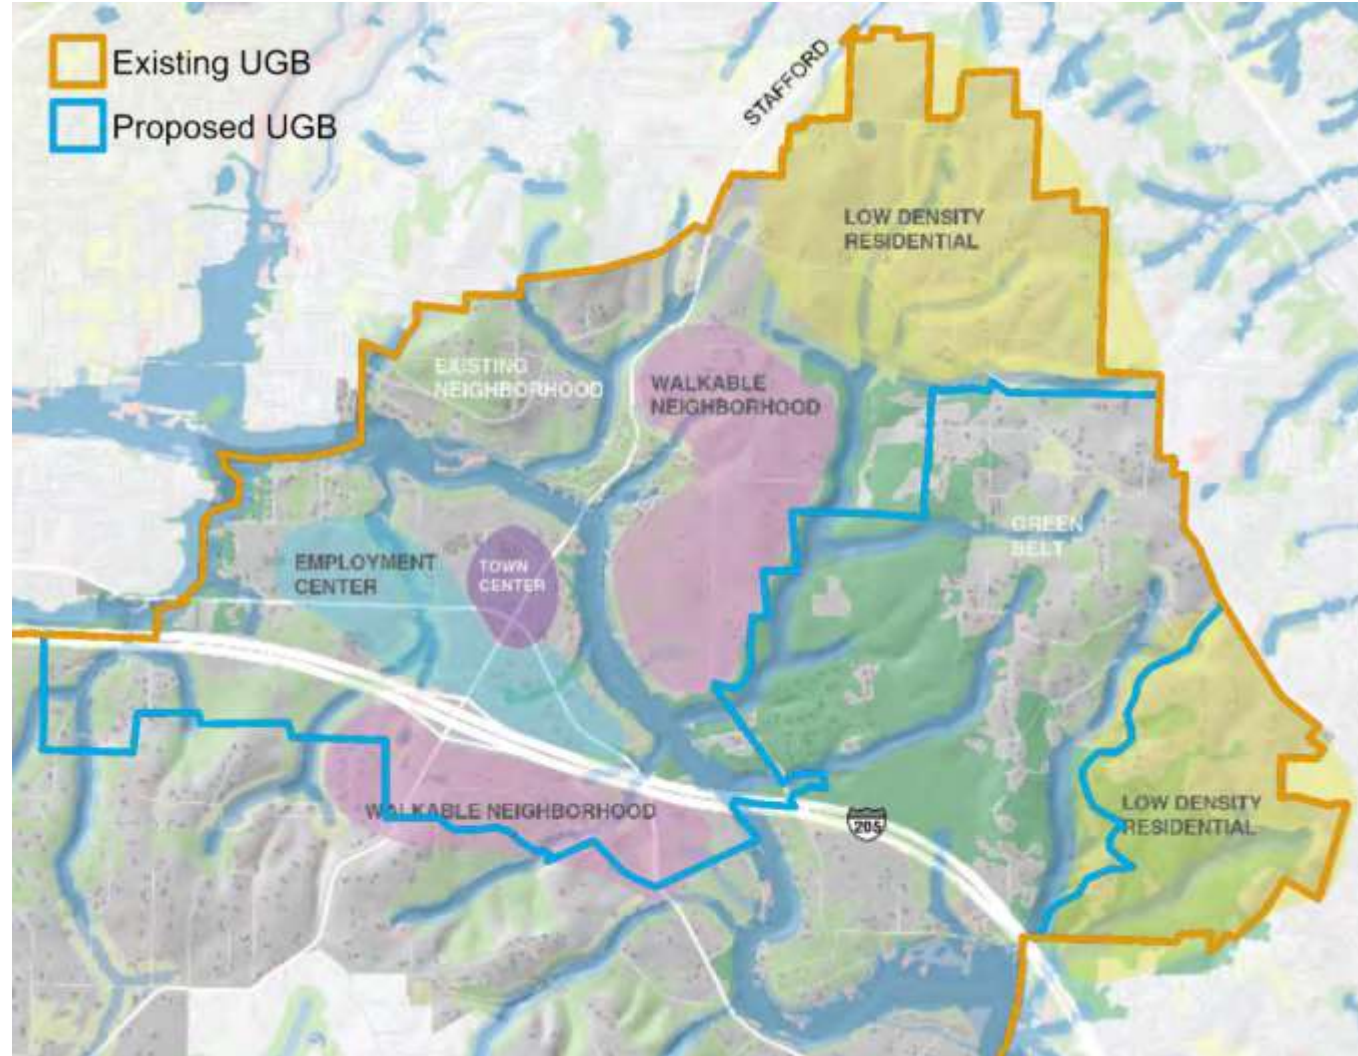 Existing UGB
Proposed UGB
STAFFORD
LOW DENSITY
RESIDENTIAL
EXISTING
NEIGHBORHOOD
WALKABLE
NEIGHBORHOOD
GREEN
BELT
EMPLOYMENT
CENTER
TOWN
CENTER
WALKABLE NEIGHBORHOOD
205
LOW DENSITY
RESIDENTIAL